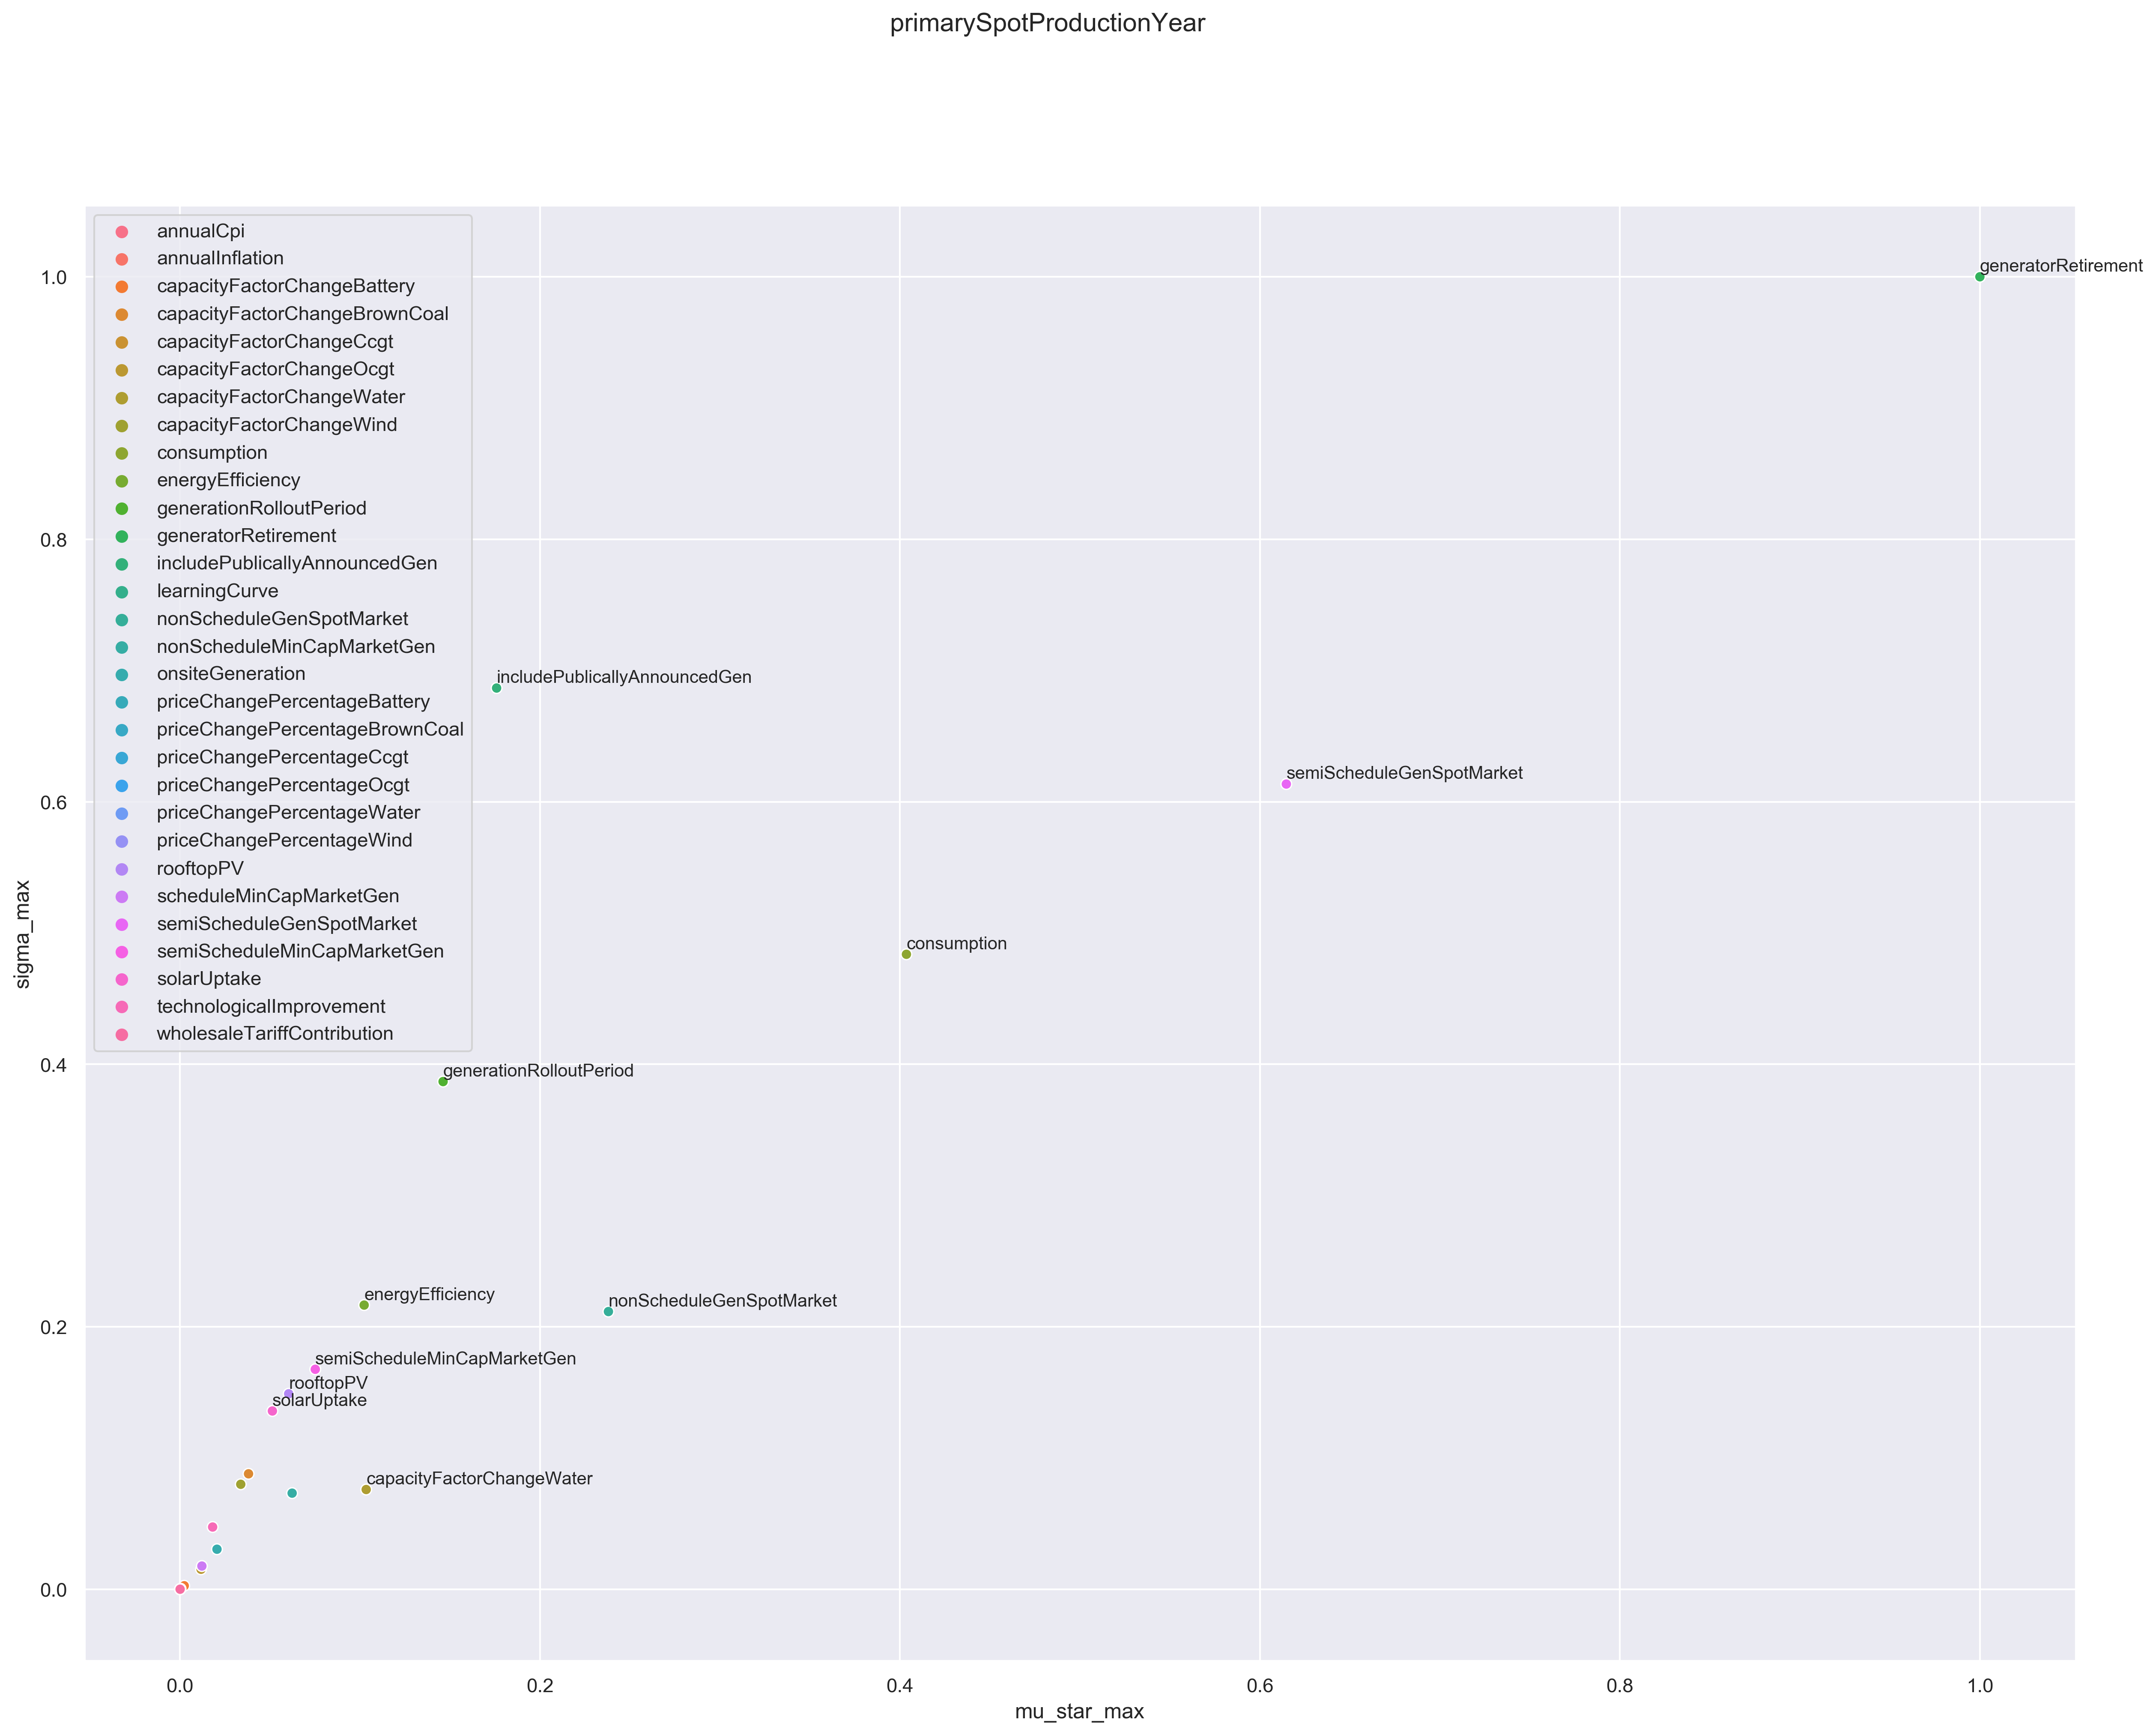 primarySpotProductionYear
annualCpi
annualInflation
capacityFactorChangeBattery
capacityFactorChangeBrownCoal
capacityFactorChangeCcgt
capacityFactorChangeOcgt
capacityFactorChangeWater
capacityFactorChangeWind
consumption
energyEfficiency
generationRolloutPeriod
generatorRetirement
includePublicallyAnnouncedGen
learningCurve
nonScheduleGenSpotMarket
nonScheduleMinCapMarketGen
onsiteGeneration
priceChangePercentageBattery
priceChangePercentageBrownCoal
priceChangePercentageCcgt
priceChangePercentageOcgt
priceChangePercentageWater
priceChangePercentageWind
rooftopPV
scheduleMinCapMarketGen
semiScheduleGenSpotMarket
semiScheduleMinCapMarketGen
solarUptake
technologicalImprovement
wholesaleTariffContribution
generatorRetirement
includePublicallyAnnouncedGen
semiScheduleGenSpotMarket
consumption
generationRolloutPeriod
energyEfficiency
nonScheduleGenSpotMarket
semiScheduleMinCapMarketGen
rooftopPV
solarUptake
capacityFactorChangeWater
1.0
0.8
0.6
0.4
0.2
0.0
sigma_max
0.0 0.2 0.4 0.6 0.8 1.0
mu_star_max